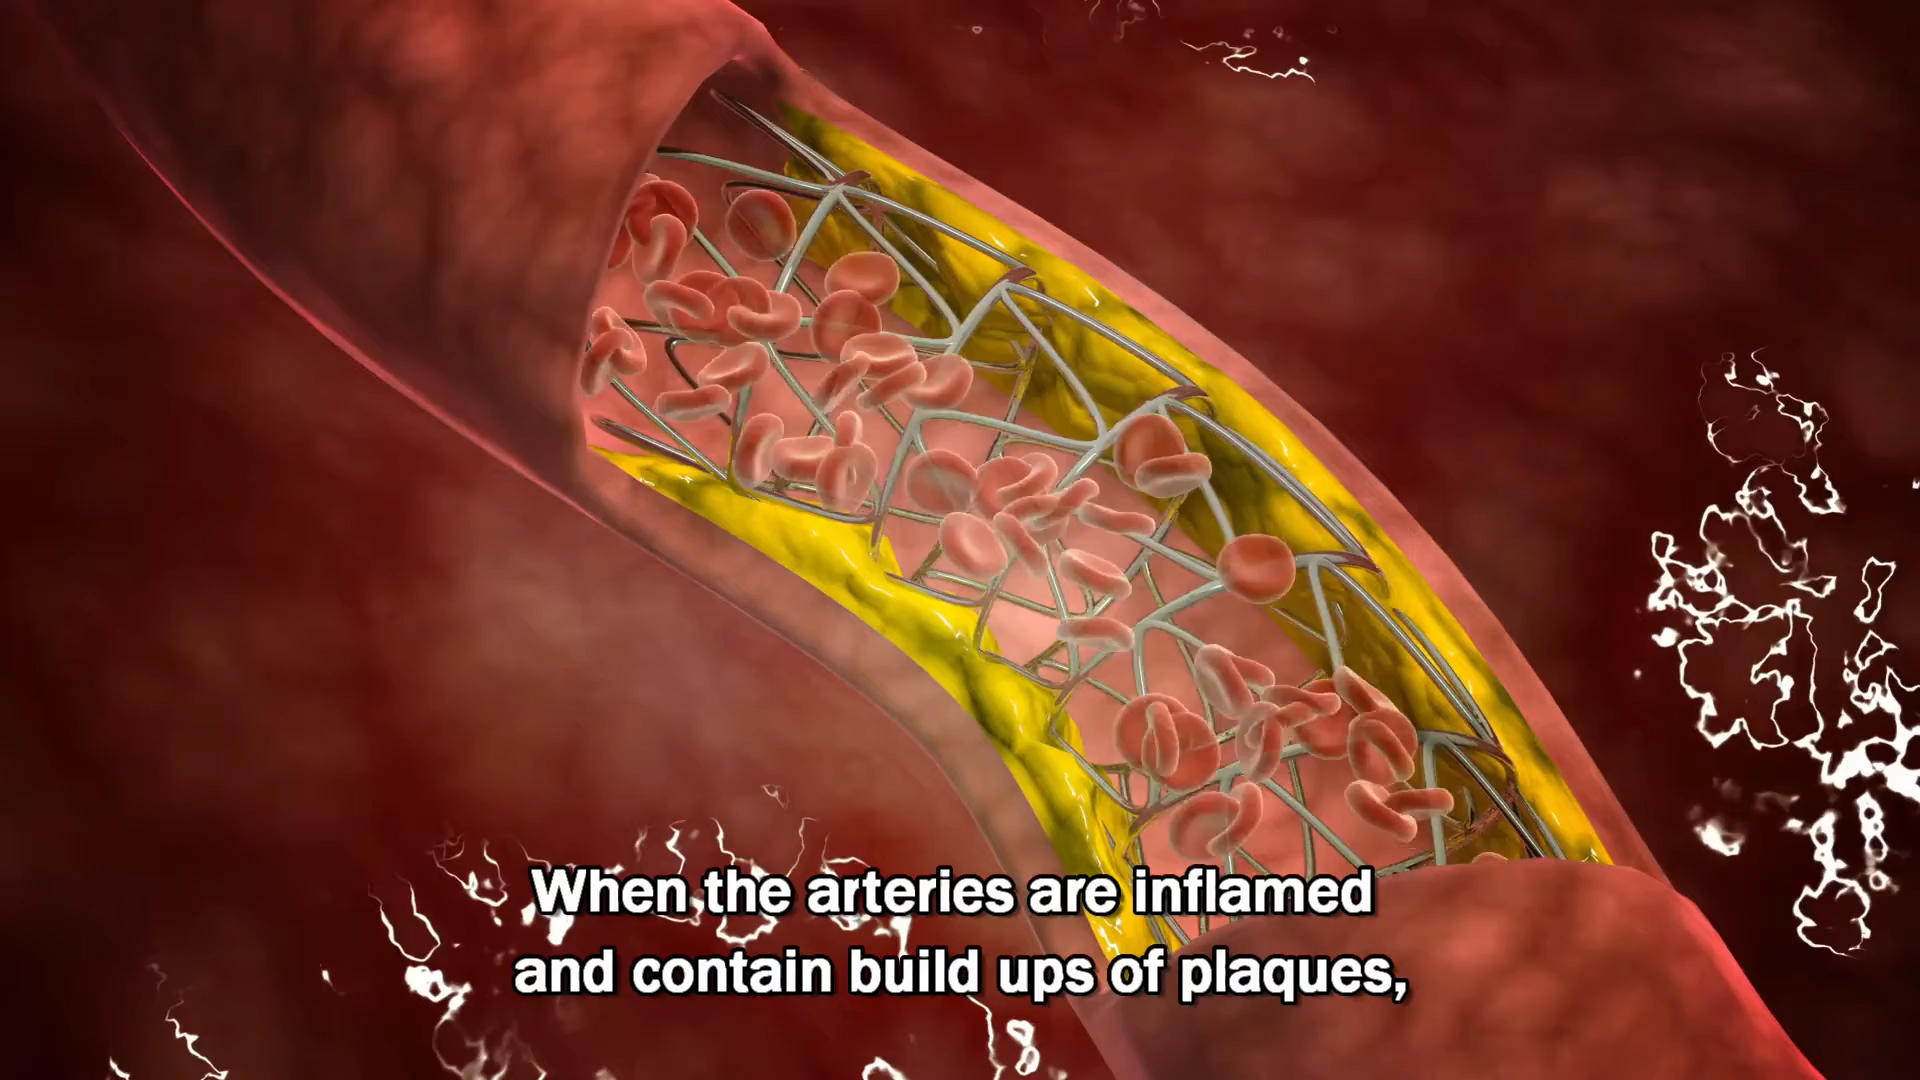 When the arteries are inflamed
and contain build ups of plaques,